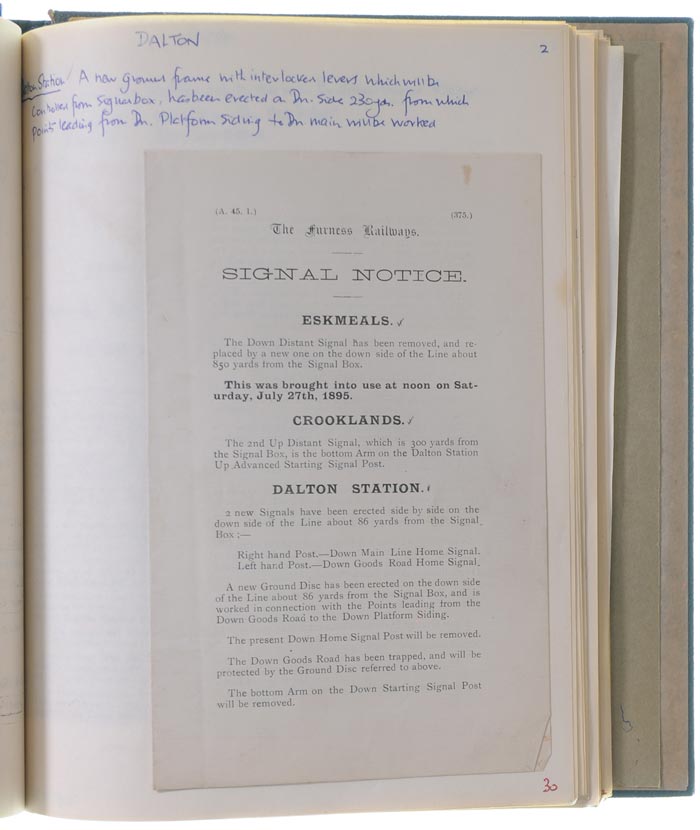 DALTON
2
Station A new ground frame with interlocken levers which will be
controlled from signalbox, has been erected on Dn. side 230yds. from which
points leading from Dn. Platform Siding to Dn main will be worked
(A. 45. 1.)
(375.)
The Furness Railways.
SIGNAL NOTICE.
ESKMEALS. ✓
The Down Distant Signal has been removed, and re-
placed by a new one on the down side of the Line about
850 yards from the Signal Box.
This was brought into use at noon on Sat-
urday, July 27th, 1895.
CROOKLANDS. ✓
The 2nd Up Distant Signal, which is 300 yards from
the Signal Box, is the bottom Arm on the Dalton Station
Up Advanced Starting Signal Post.
DALTON STATION.
2 new Signals have been erected side by side on the
down side of the Line about 86 yards from the Signal
Box ;—
Right hand Post.—Down Main Line Home Signal.
Left hand Post.—Down Goods Road Home Signal.
A new Ground Disc has been erected on the down side
of the Line about 86 yards from the Signal Box, and is
worked in connection with the Points leading from the
Down Goods Road to the Down Platform Siding.
The present Down Home Signal Post will be removed.
The Down Goods Road has been trapped, and will be
protected by the Ground Disc referred to above.
The bottom Arm on the Down Starting Signal Post
will be removed.
30